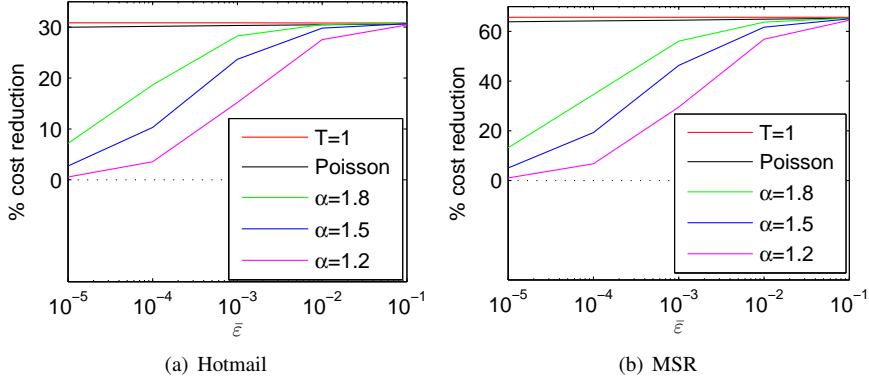 % cost reduction
30
20
10
0
T=1
Poisson
α=1.8
α=1.5
α=1.2
10⁻⁵ 10⁻⁴ 10⁻³ 10⁻² 10⁻¹
ε̄
(a) Hotmail
% cost reduction
60
40
20
0
T=1
Poisson
α=1.8
α=1.5
α=1.2
10⁻⁵ 10⁻⁴ 10⁻³ 10⁻² 10⁻¹
ε̄
(b) MSR